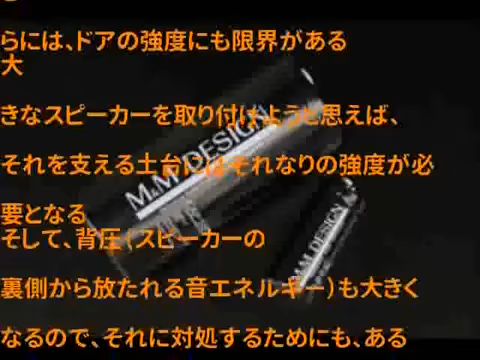 らには、ドアの強度にも限界がある
大
きなスピーカーを取り付けようと思えば、
それを支える土台にはそれなりの強度が必
要となる
そして、背圧（スピーカーの
裏側から放たれる音エネルギー）も大きく
なるので、それに対処するためにも、ある
M&M DESIGN
M&M DESIGN